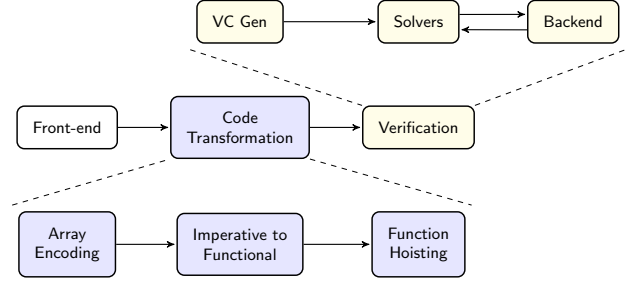 VC Gen
Solvers
Backend
Front-end
Code
Transformation
Verification
Array
Encoding
Imperative to
Functional
Function
Hoisting